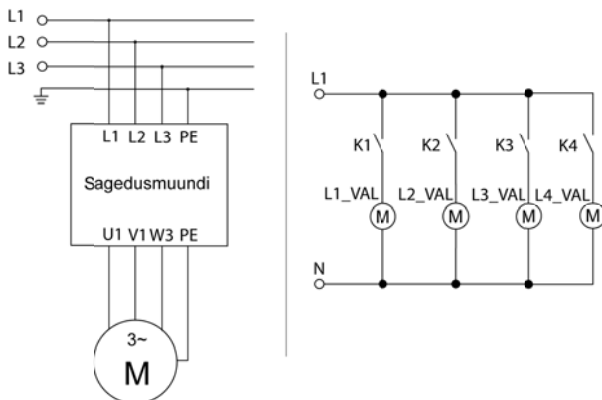 L1
L2
L3
L1 L2 L3 PE
Sagedusmuundi
U1 V1 W3 PE
3~
M
L1
K1 K2 K3 K4
L1_VAL L2_VAL L3_VAL L4_VAL
M M M M
N